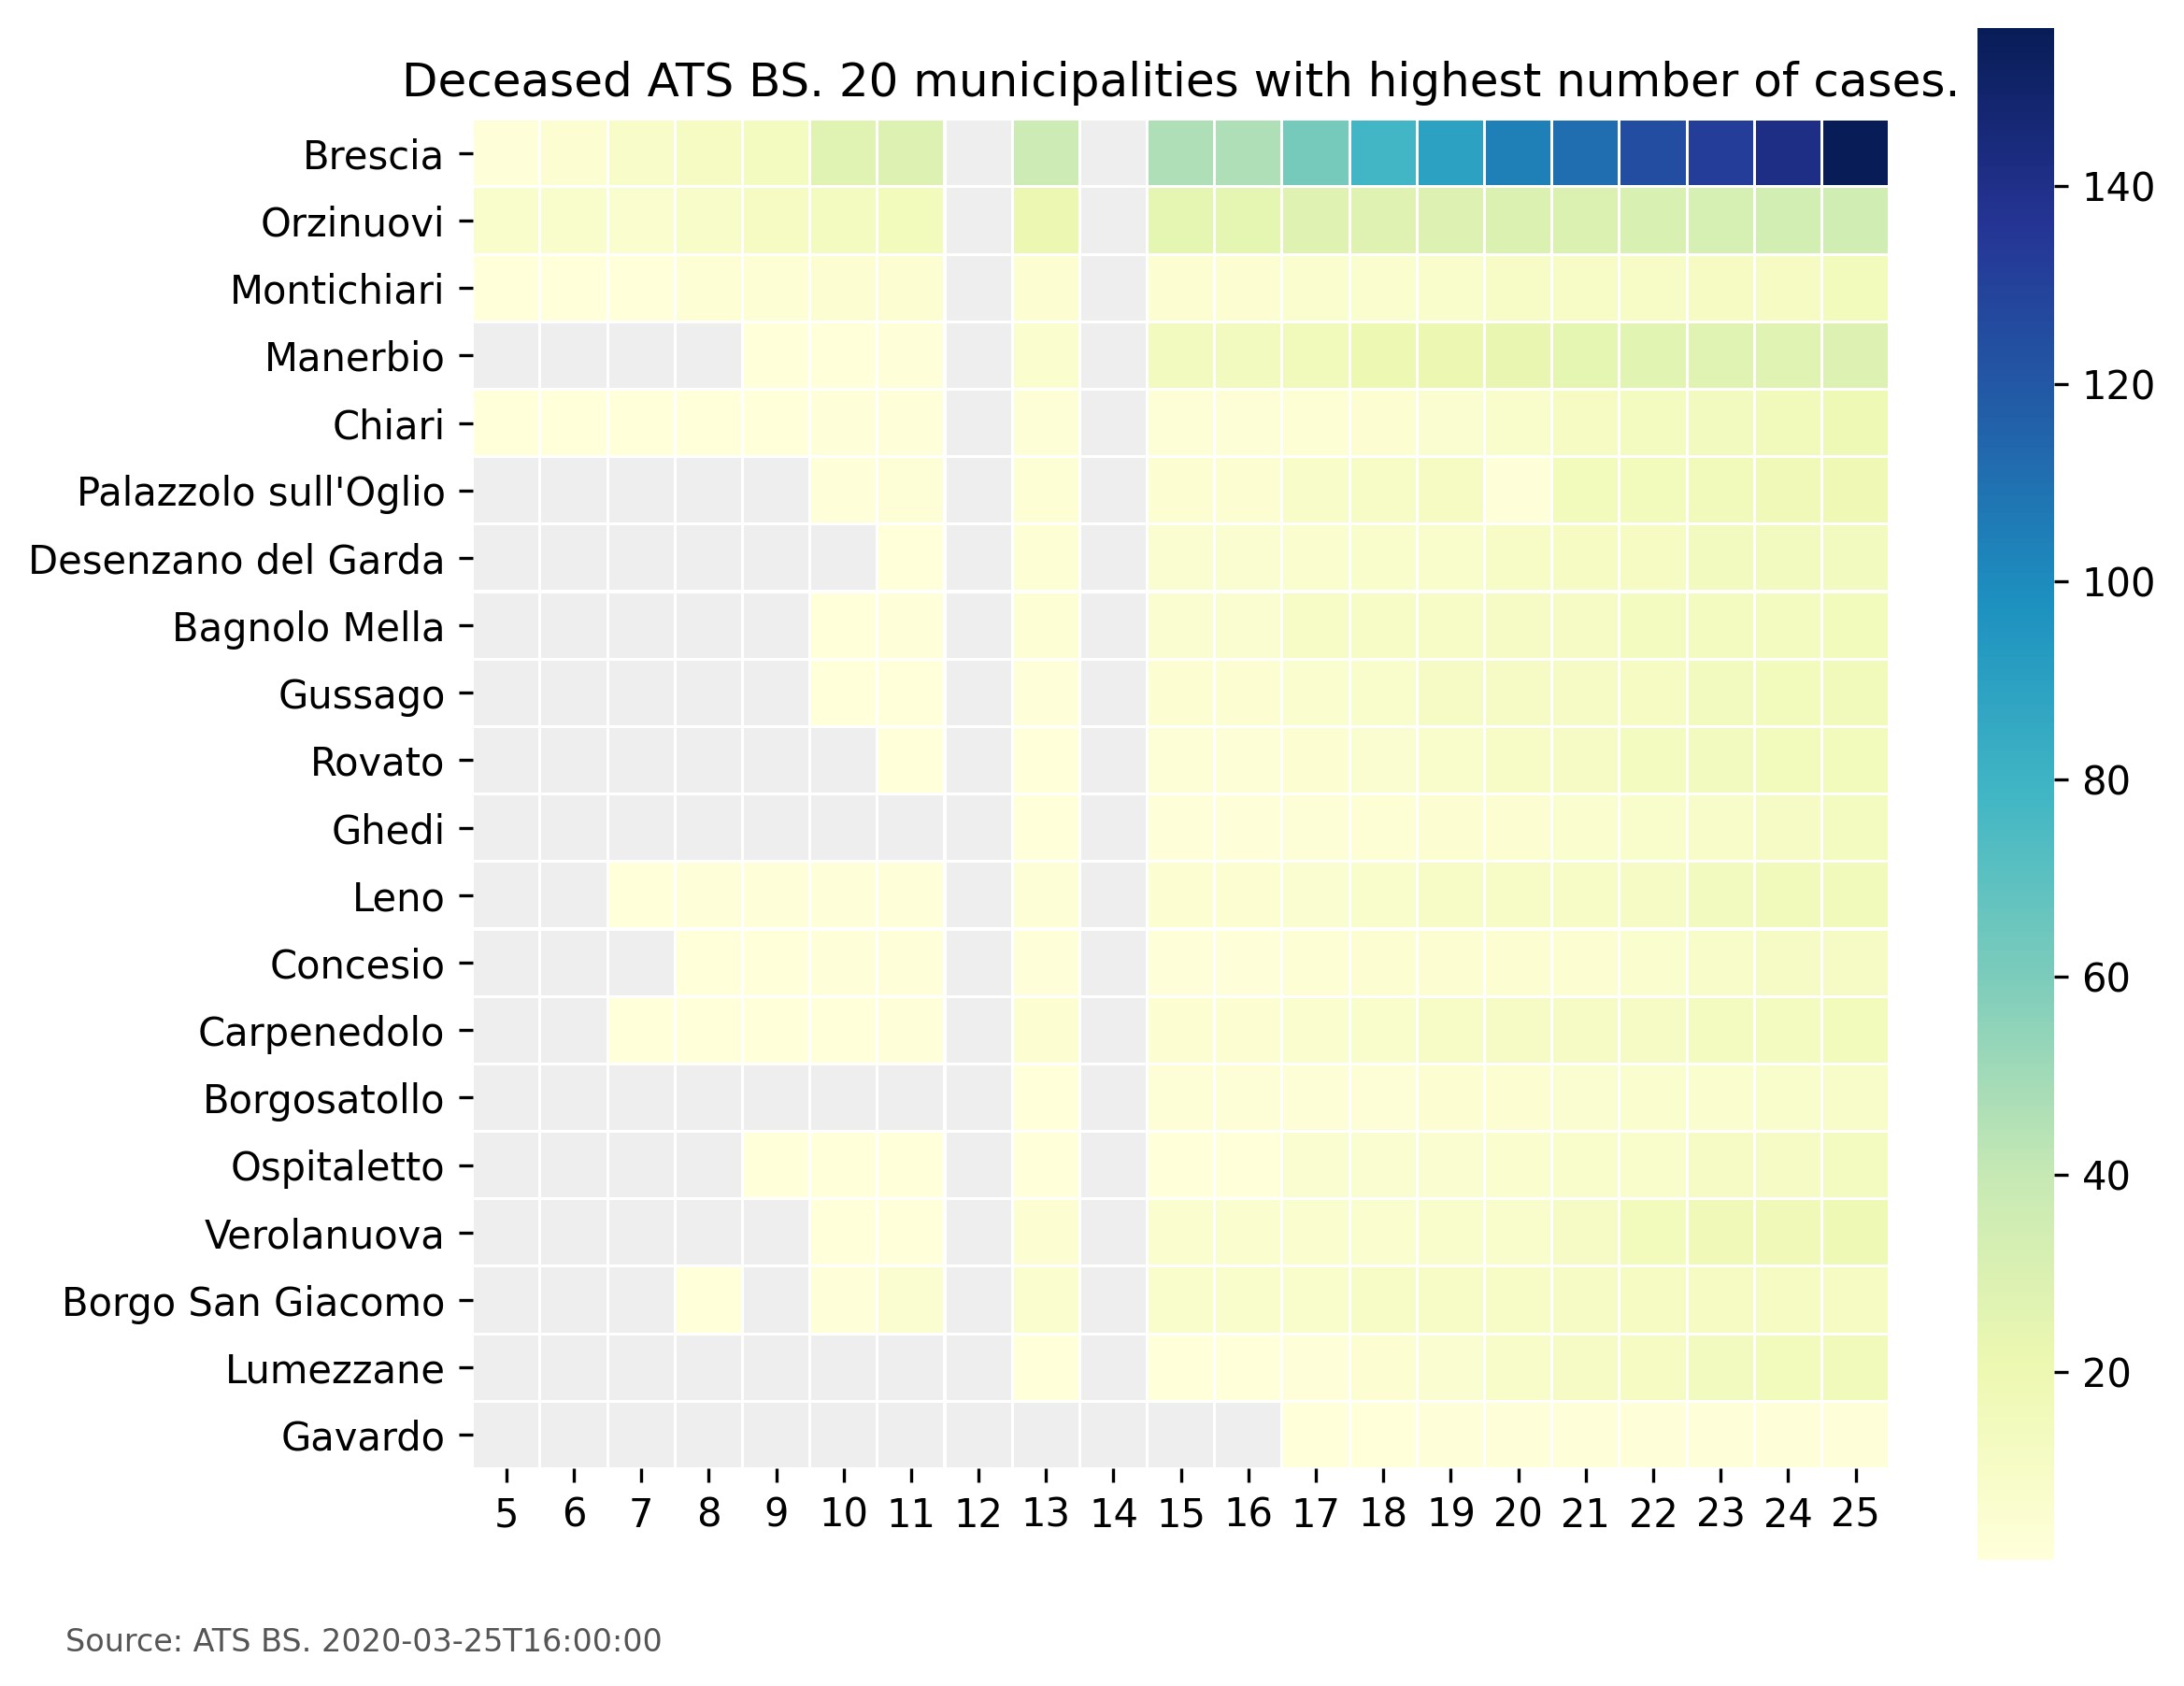 Deceased ATS BS. 20 municipalities with highest number of cases.
Brescia
Orzinuovi
Montichiari
Manerbio
Chiari
Palazzolo sull'Oglio
Desenzano del Garda
Bagnolo Mella
Gussago
Rovato
Ghedi
Leno
Concesio
Carpenedolo
Borgosatollo
Ospitaletto
Verolanuova
Borgo San Giacomo
Lumezzane
Gavardo
5 6 7 8 9 10 11 12 13 14 15 16 17 18 19 20 21 22 23 24 25
140
120
100
80
60
40
20
Source: ATS BS. 2020-03-25T16:00:00